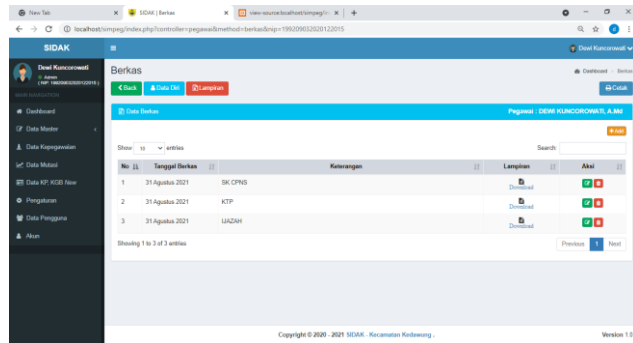 New Tab
SIDAK | Berkas
view-source:localhost/simpeg/in
localhost/simpeg/index.php?controller=pegawai&method=berkas&nip=199209032020122015
SIDAK
Dewi Kuncorowati
Dewi Kuncorowati
Admin
( NIP. 199209032020122015 )
MAIN NAVIGATION
Dashboard
Data Master
Data Kepegawaian
Data Mutasi
Data KP, KGB New
Pengaturan
Data Pengguna
Akun
Berkas
Dashboard > Berkas
Back
Data Diri
Lampiran
Cetak
Data Berkas
Pegawai : DEWI KUNCOROWATI, A.Md
Add
Show 10 entries
Search:
No Tanggal Berkas Keterangan Lampiran Aksi
1 31 Agustus 2021 SK CPNS Download
2 31 Agustus 2021 KTP Download
3 31 Agustus 2021 IJAZAH Download
Showing 1 to 3 of 3 entries
Previous 1 Next
Copyright © 2020 - 2021 SIDAK - Kecamatan Kedawung .
Version 1.0